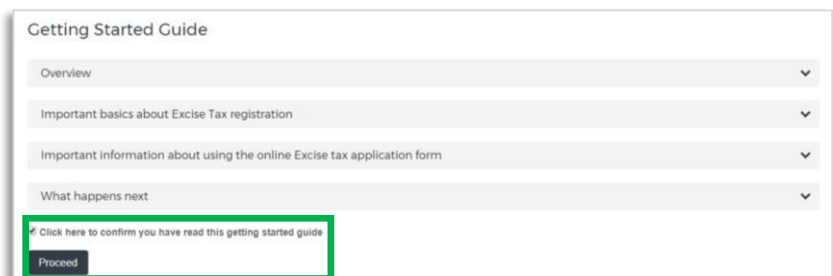 Getting Started Guide
Overview
Important basics about Excise Tax registration
Important information about using the online Excise tax application form
What happens next
Click here to confirm you have read this getting started guide
Proceed